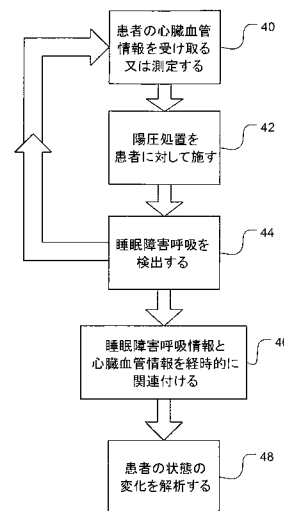 患者の心臓血管
情報を受け取る
又は測定する
40
陽圧処置を
患者に対して施す
42
睡眠障害呼吸を
検出する
44
睡眠障害呼吸情報と
心臓血管情報を経時的に
関連付ける
46
患者の状態の
変化を解析する
48